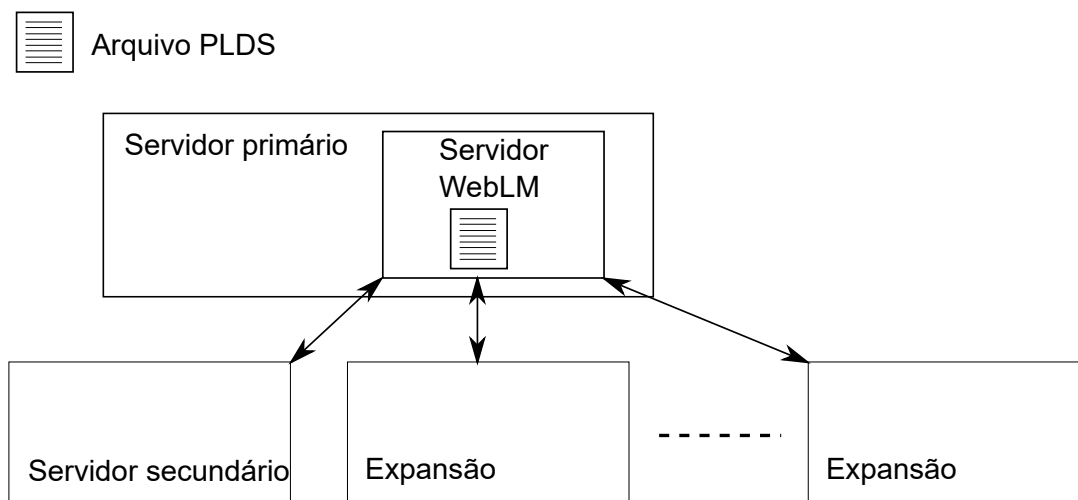 Arquivo PLDS
Servidor primário
Servidor
WebLM
Servidor secundário
Expansão
Expansão